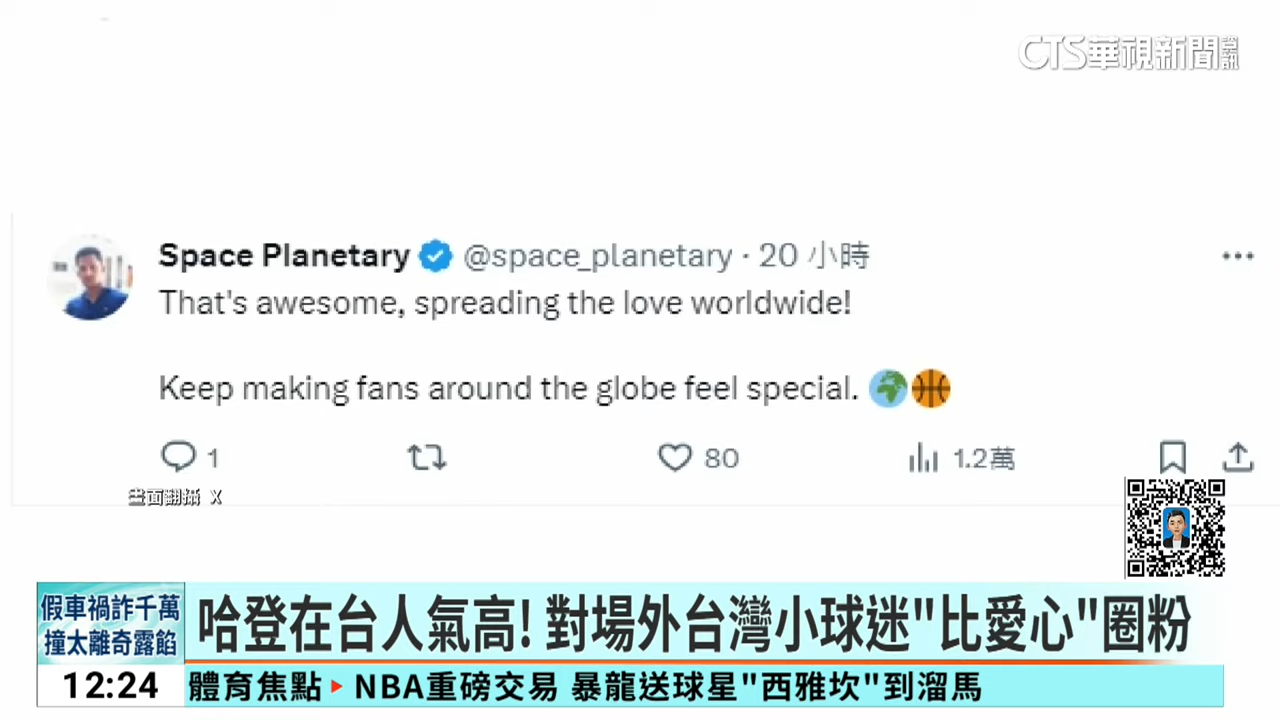 CTS華視新聞資訊
Space Planetary @space_planetary · 20 小時
That's awesome, spreading the love worldwide!
Keep making fans around the globe feel special.
1 80 1.2萬
畫面翻攝 X
假車禍詐千萬
撞太離奇露餡
哈登在台人氣高! 對場外台灣小球迷"比愛心"圈粉
12:24
體育焦點 NBA重磅交易 暴龍送球星"西雅坎"到溜馬